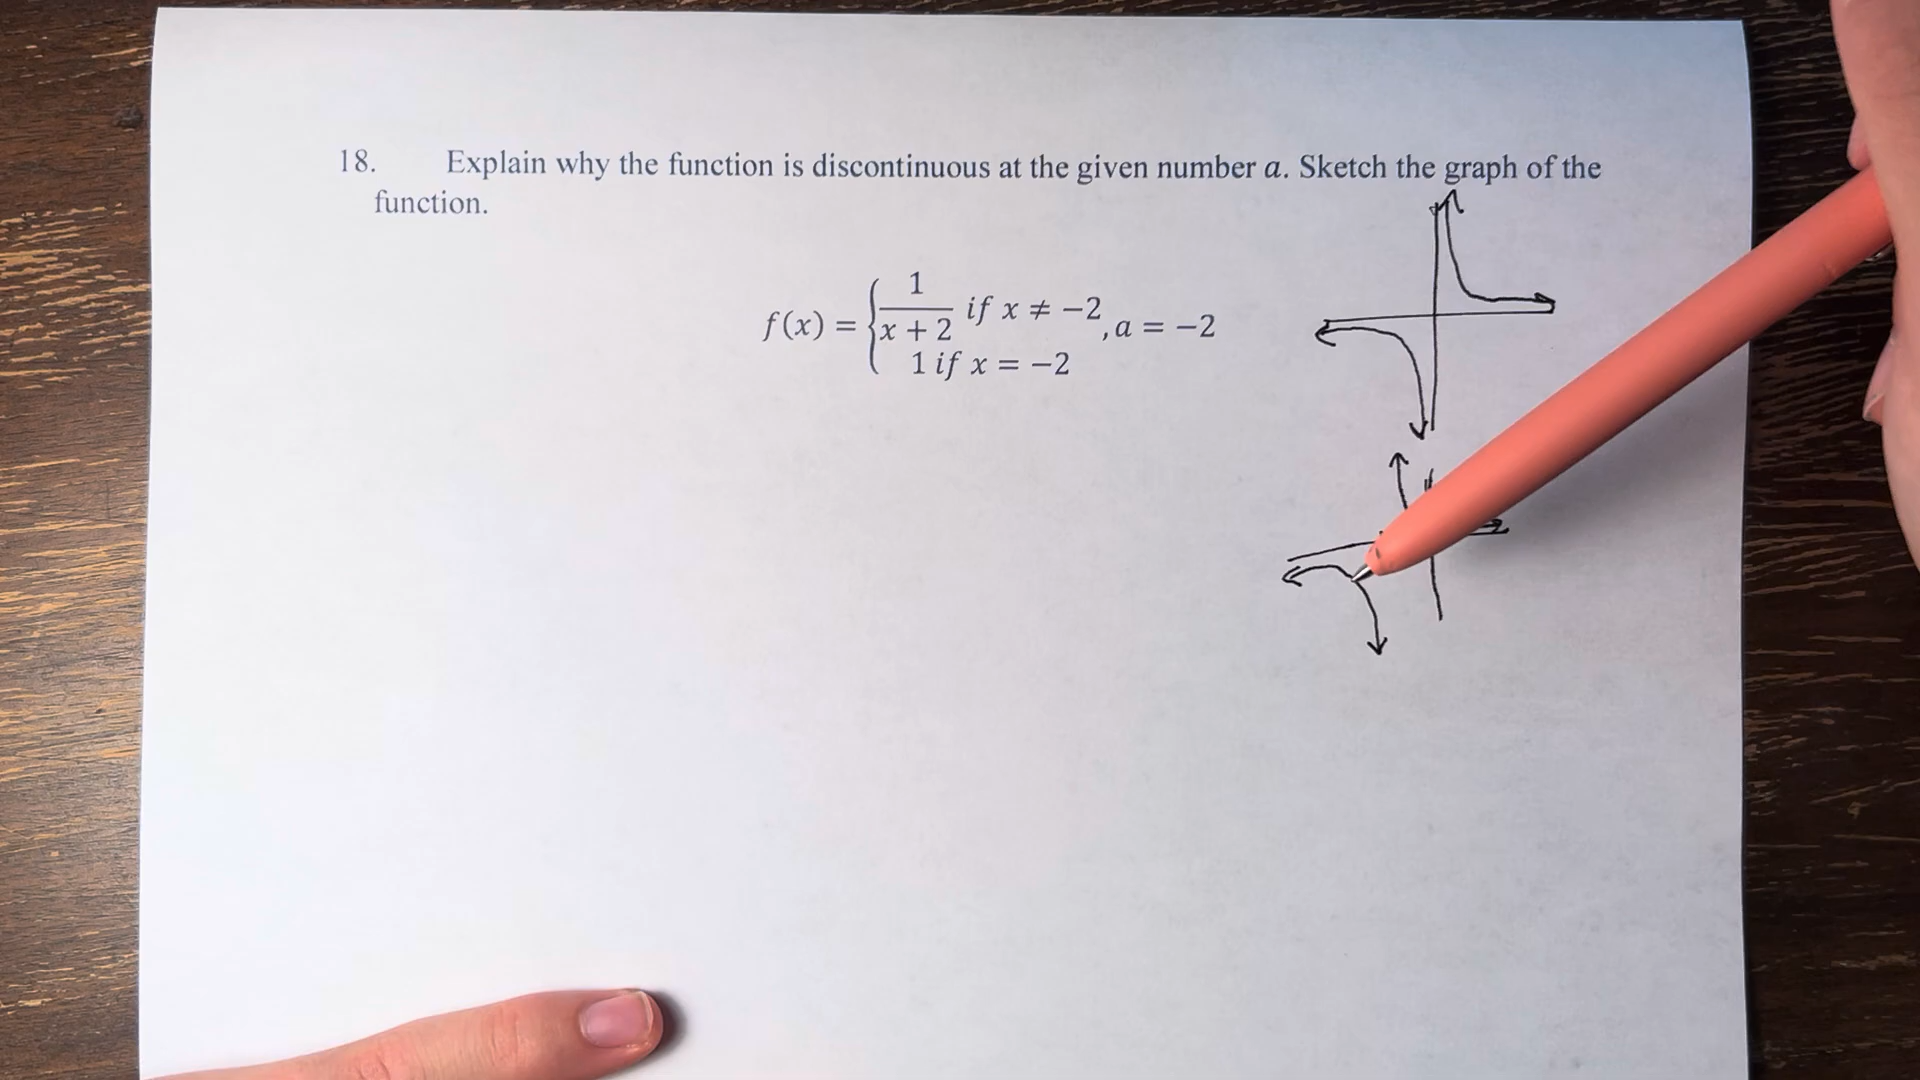 18. Explain why the function is discontinuous at the given number a. Sketch the graph of the
function.
f(x) = { 1/(x + 2) if x ≠ −2
1 if x = −2 , a = −2